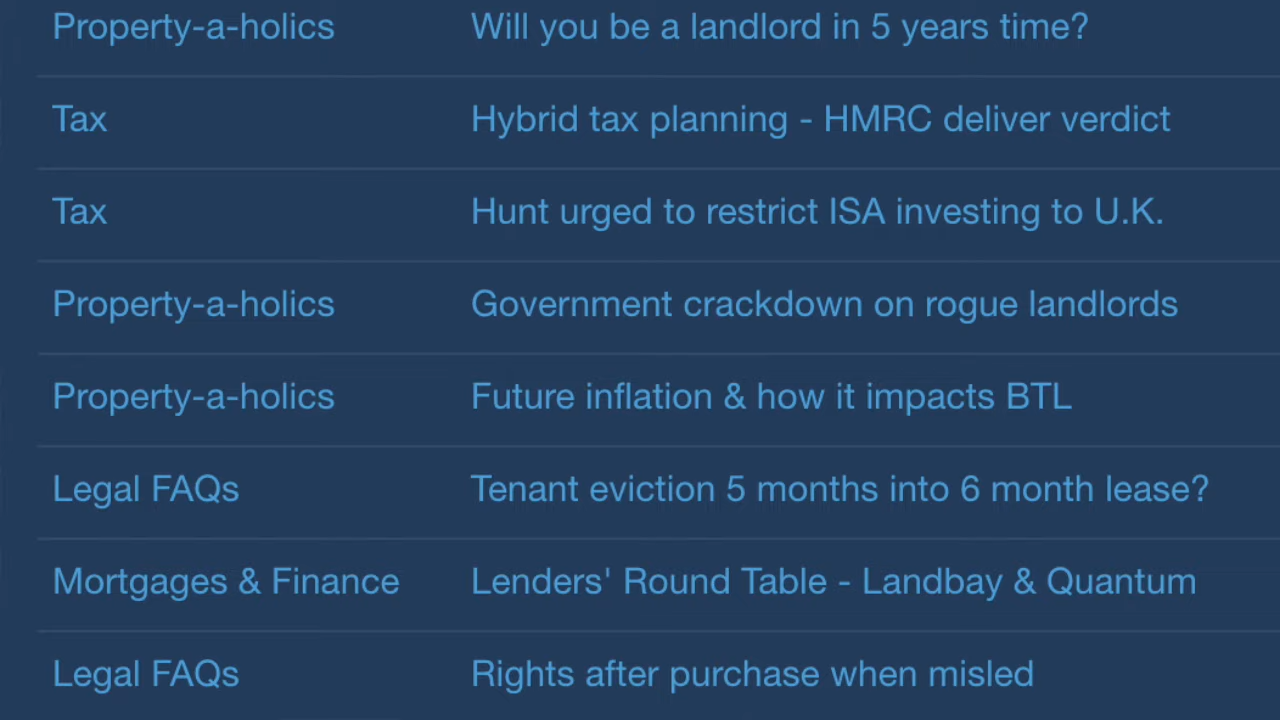 Property-a-holics Will you be a landlord in 5 years time?
Tax Hybrid tax planning - HMRC deliver verdict
Tax Hunt urged to restrict ISA investing to U.K.
Property-a-holics Government crackdown on rogue landlords
Property-a-holics Future inflation & how it impacts BTL
Legal FAQs Tenant eviction 5 months into 6 month lease?
Mortgages & Finance Lenders' Round Table - Landbay & Quantum
Legal FAQs Rights after purchase when misled